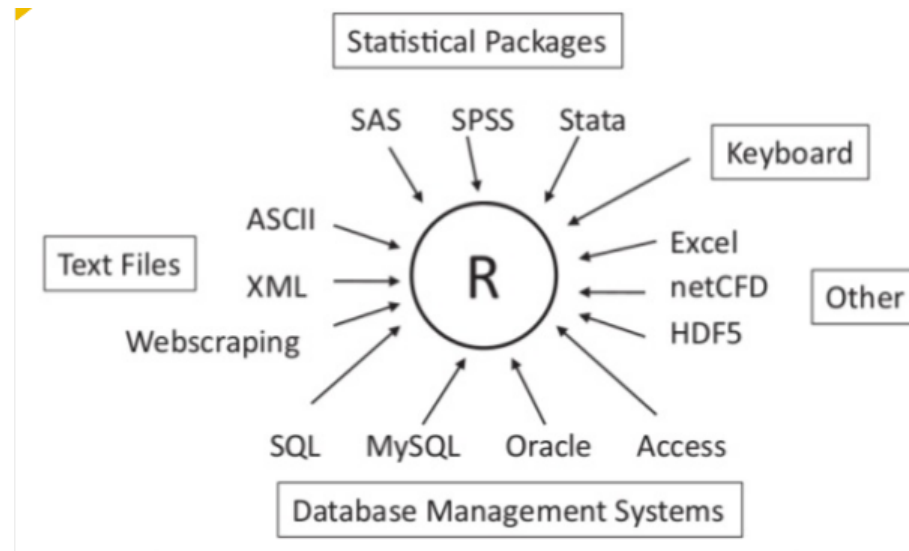 Statistical Packages
SAS SPSS Stata
Keyboard
ASCII
Excel
Text Files
R
XML
netCFD
Other
Webscraping
HDF5
SQL MySQL Oracle Access
Database Management Systems